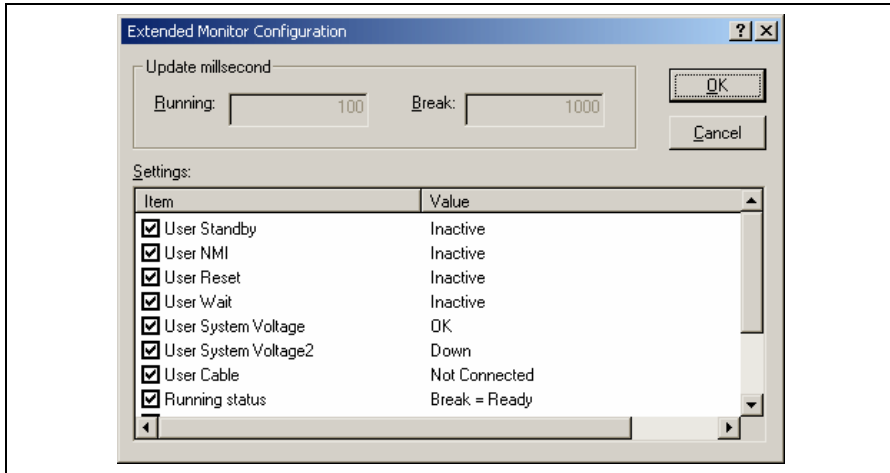 Extended Monitor Configuration
Update millsecond
Running: 100 Break: 1000
OK
Cancel
Settings:
Item Value
User Standby Inactive
User NMI Inactive
User Reset Inactive
User Wait Inactive
User System Voltage OK
User System Voltage2 Down
User Cable Not Connected
Running status Break = Ready